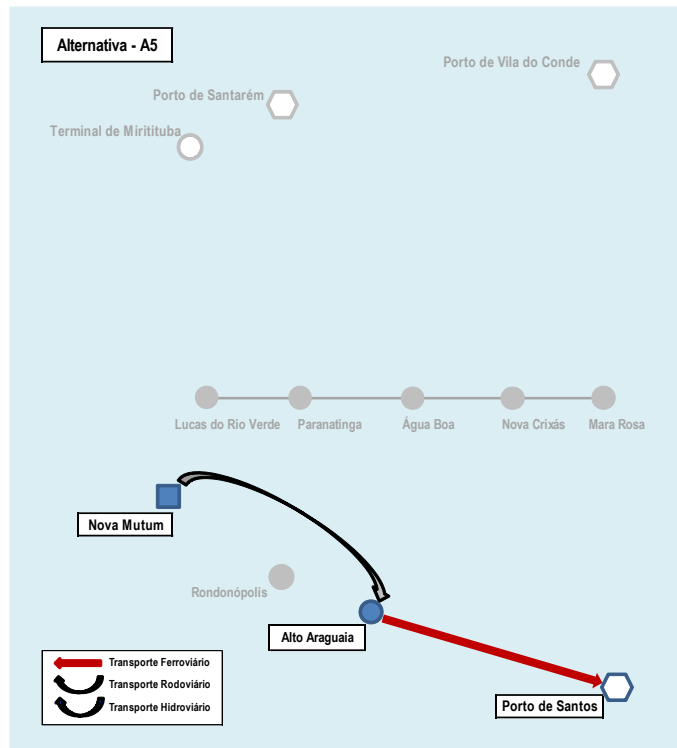 Alternativa - A5
Porto de Vila do Conde
Porto de Santarém
Terminal de Miritituba
Lucas do Rio Verde
Paranatinga
Água Boa
Nova Crixás
Mara Rosa
Nova Mutum
Rondonópolis
Alto Araguaia
Porto de Santos
Transporte Ferroviário
Transporte Rodoviário
Transporte Hidroviário